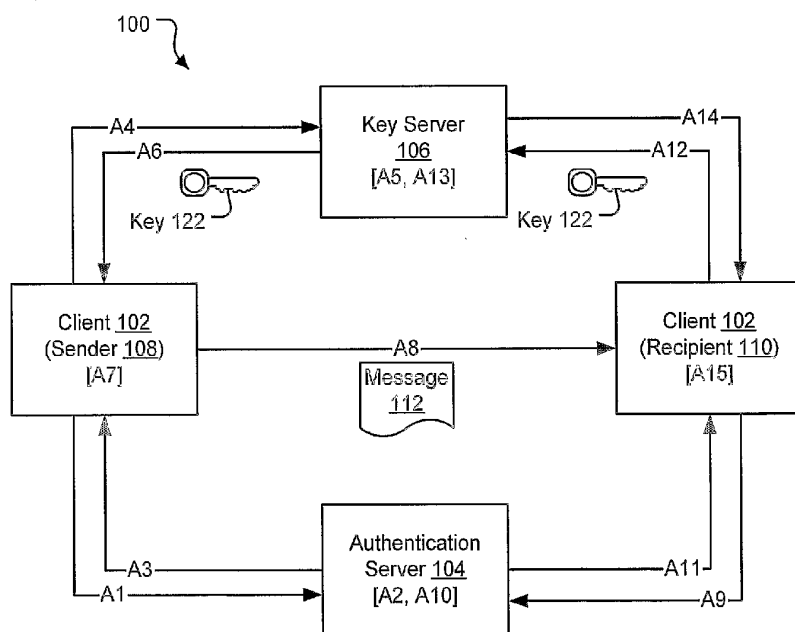 100
A4
A6
Key Server
106
[A5, A13]
A14
A12
Key 122
Key 122
Client 102
(Sender 108)
[A7]
A8
Message
112
Client 102
(Recipient 110)
[A15]
A3
A1
Authentication
Server 104
[A2, A10]
A11
A9